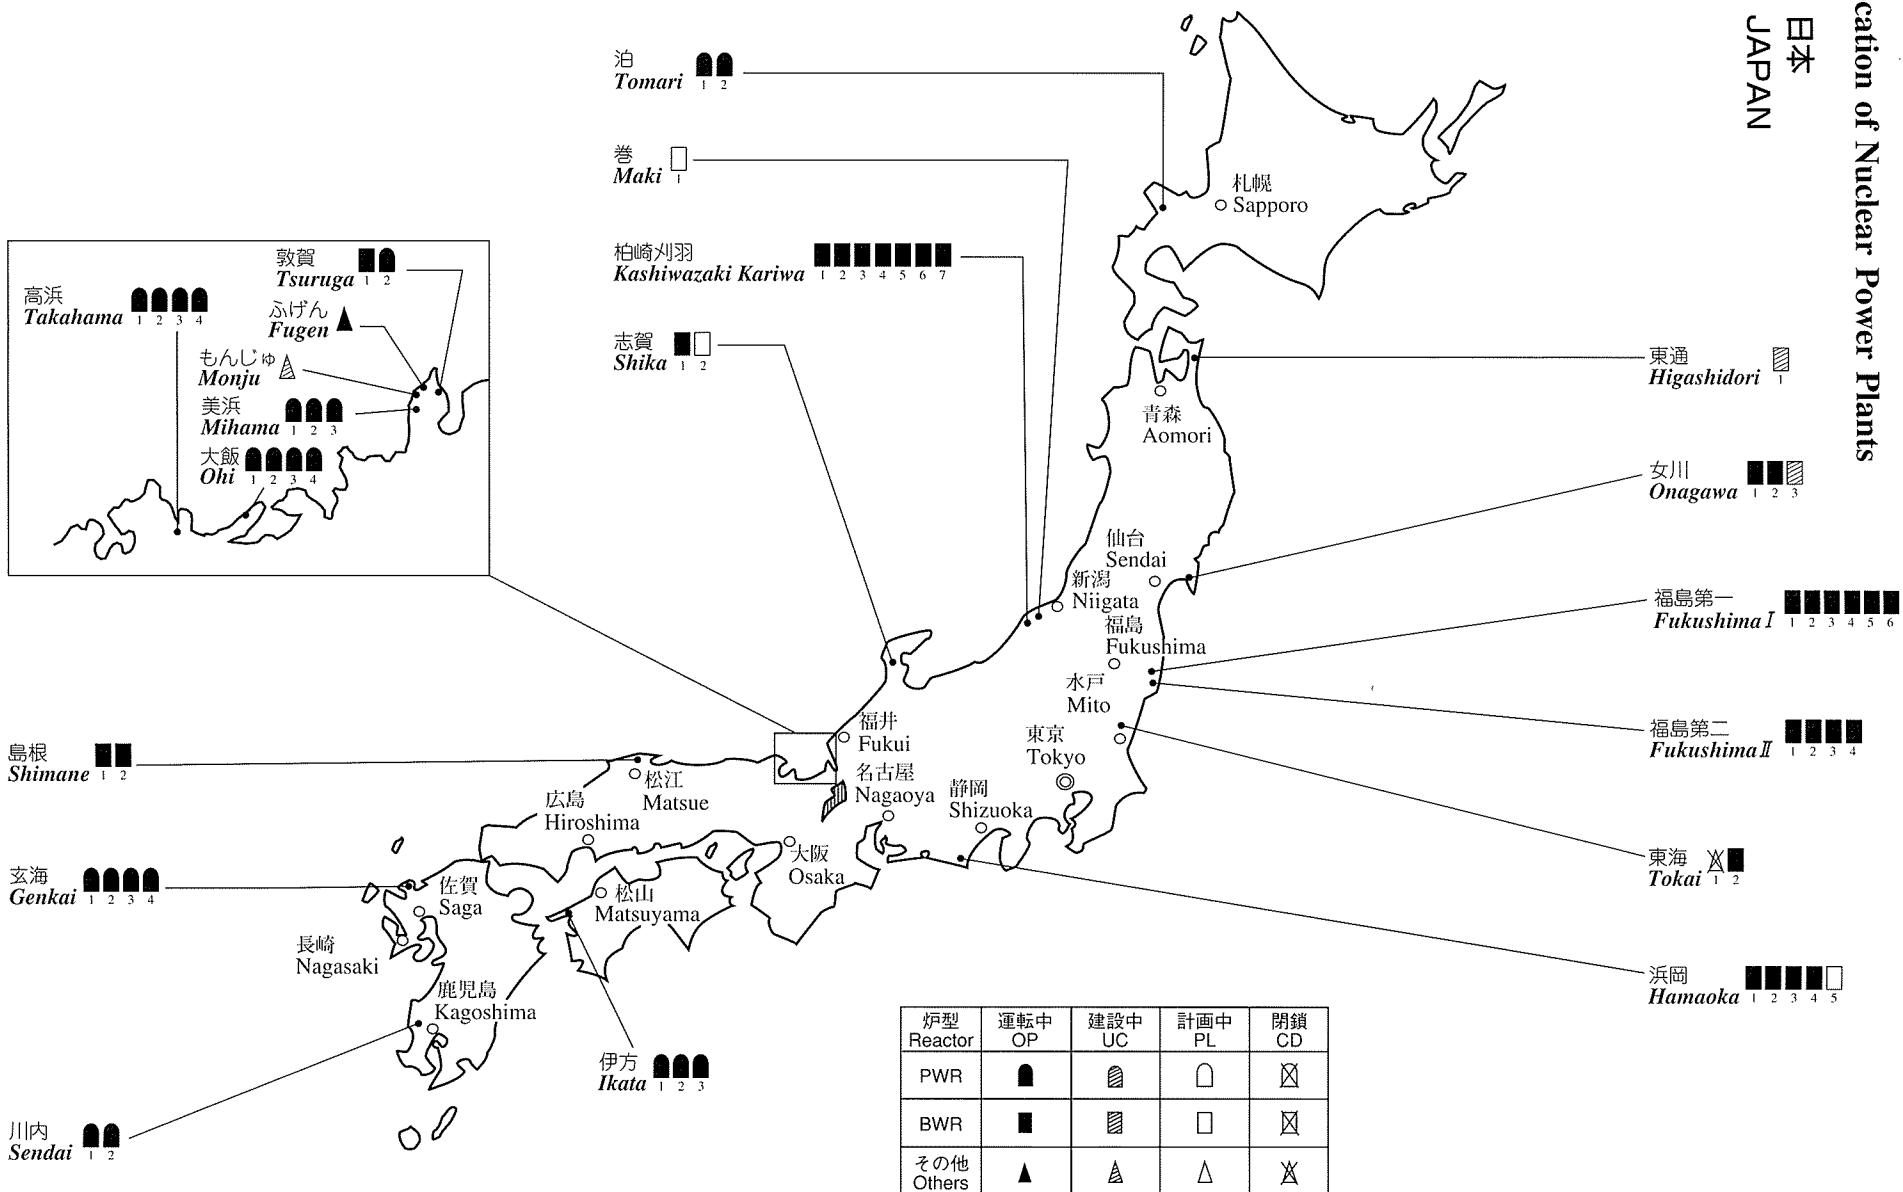 cation of Nuclear Power Plants
日本
JAPAN
泊
Tomari
1 2
巻
Maki
1
柏崎刈羽
Kashiwazaki Kariwa
1 2 3 4 5 6 7
志賀
Shika
1 2
敦賀
Tsuruga
1 2
高浜
Takahama
1 2 3 4
ふげん
Fugen
もんじゅ
Monju
美浜
Mihama
1 2 3
大飯
Ohi
1 2 3 4
札幌
Sapporo
東通
Higashidori
1
青森
Aomori
女川
Onagawa
1 2 3
仙台
Sendai
新潟
Niigata
福島
Fukushima
福島第一
Fukushima I
1 2 3 4 5 6
水戸
Mito
福島第二
Fukushima II
1 2 3 4
東京
Tokyo
福井
Fukui
名古屋
Nagaoya
静岡
Shizuoka
島根
Shimane
1 2
松江
Matsue
広島
Hiroshima
大阪
Osaka
東海
Tokai
1 2
玄海
Genkai
1 2 3 4
佐賀
Saga
松山
Matsuyama
長崎
Nagasaki
鹿児島
Kagoshima
浜岡
Hamaoka
1 2 3 4 5
伊方
Ikata
1 2 3
川内
Sendai
1 2
炉型 運転中 建設中 計画中 閉鎖
Reactor OP UC PL CD
PWR
BWR
その他
Others